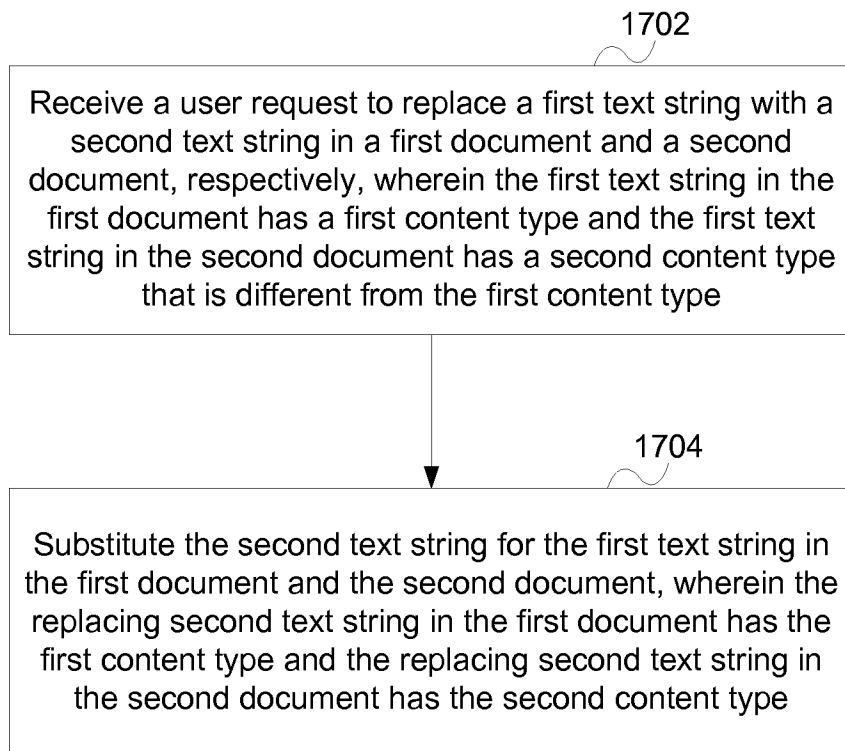 1702
Receive a user request to replace a first text string with a
second text string in a first document and a second
document, respectively, wherein the first text string in the
first document has a first content type and the first text
string in the second document has a second content type
that is different from the first content type
1704
Substitute the second text string for the first text string in
the first document and the second document, wherein the
replacing second text string in the first document has the
first content type and the replacing second text string in
the second document has the second content type